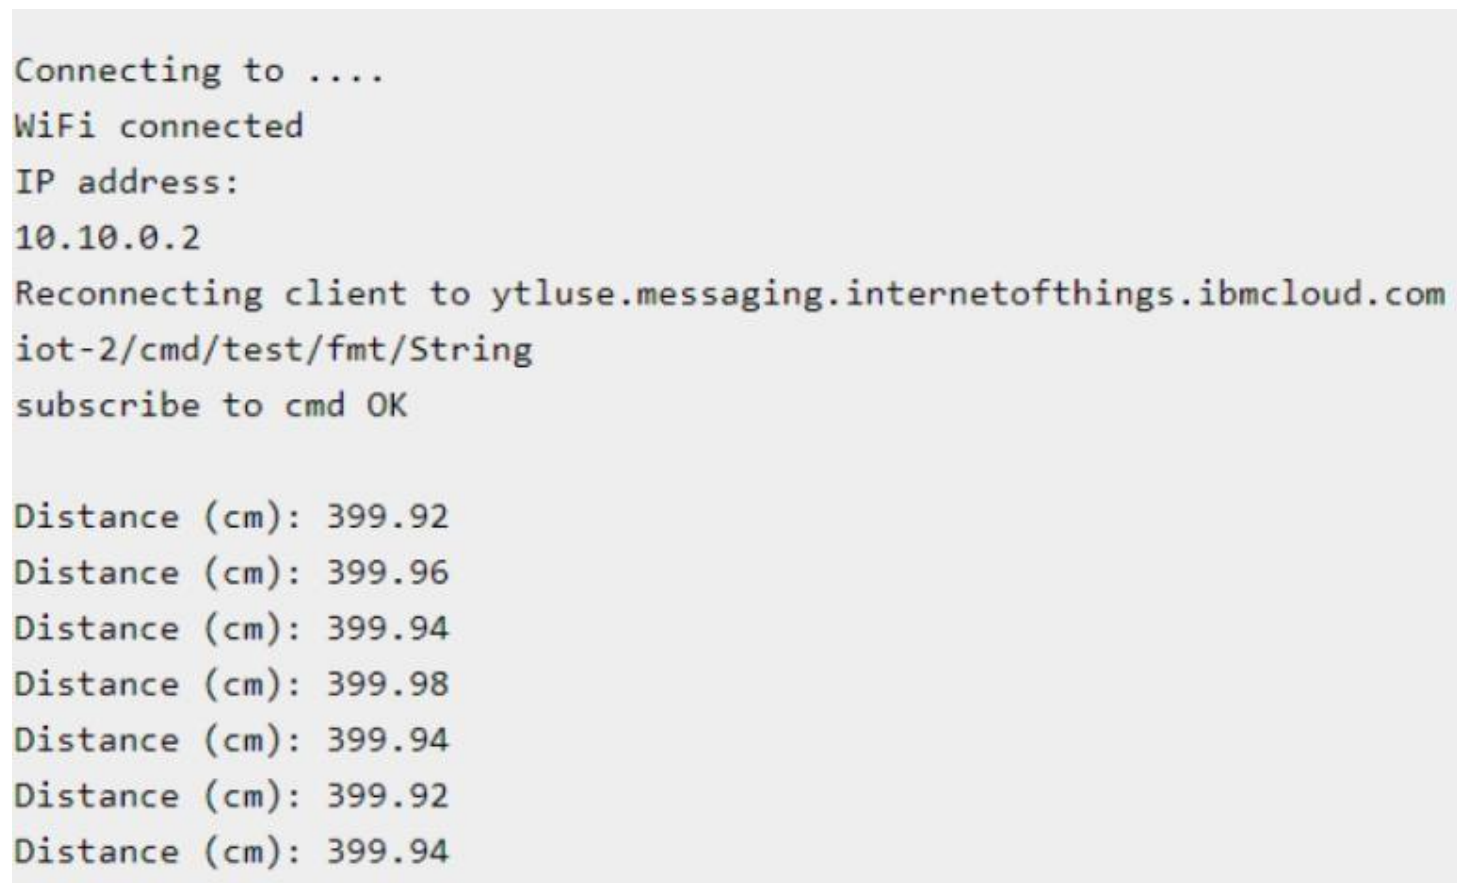 Connecting to ....
WiFi connected
IP address:
10.10.0.2
Reconnecting client to ytluse.messaging.internetofthings.ibmcloud.com
iot-2/cmd/test/fmt/String
subscribe to cmd OK
Distance (cm): 399.92
Distance (cm): 399.96
Distance (cm): 399.94
Distance (cm): 399.98
Distance (cm): 399.94
Distance (cm): 399.92
Distance (cm): 399.94